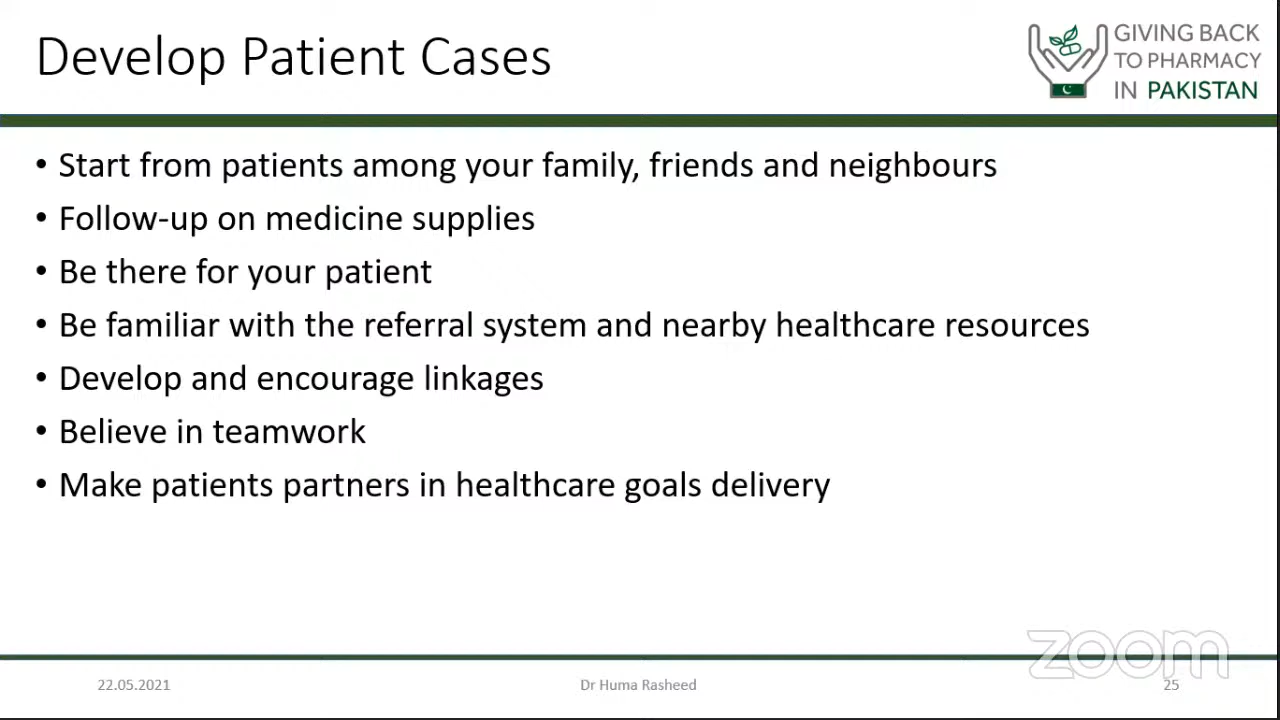 Develop Patient Cases
GIVING BACK
TO PHARMACY
IN PAKISTAN
• Start from patients among your family, friends and neighbours
• Follow-up on medicine supplies
• Be there for your patient
• Be familiar with the referral system and nearby healthcare resources
• Develop and encourage linkages
• Believe in teamwork
• Make patients partners in healthcare goals delivery
zoom
22.05.2021
Dr Huma Rasheed
25